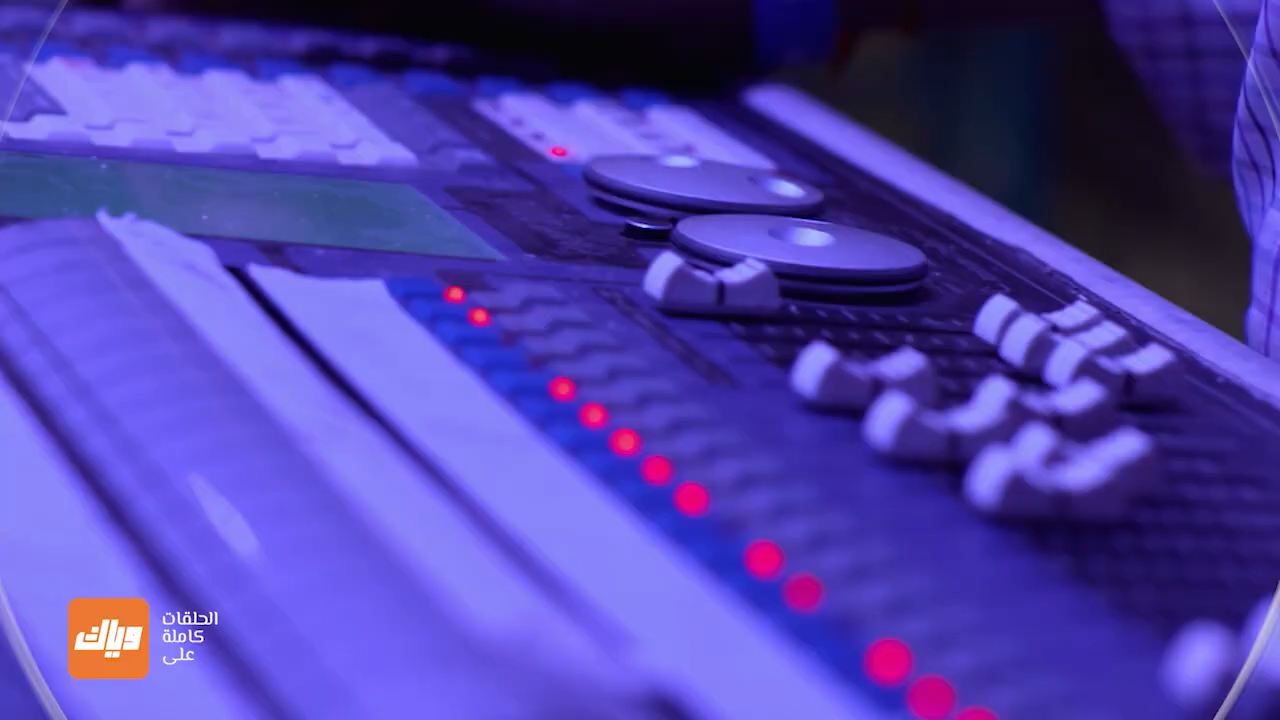 الحلقات
كاملة
على
وياك